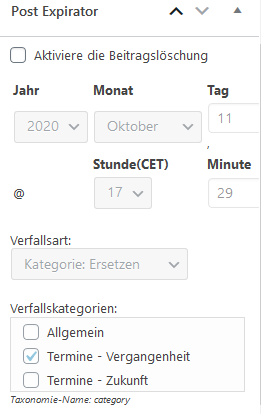 Post Expirator
Aktiviere die Beitragslöschung
Jahr Monat Tag
2020 Oktober 11
,
Stunde(CET) Minute
@ 17 29
Verfallsart:
Kategorie: Ersetzen
Verfallskategorien:
Allgemein
Termine - Vergangenheit
Termine - Zukunft
Taxonomie-Name: category